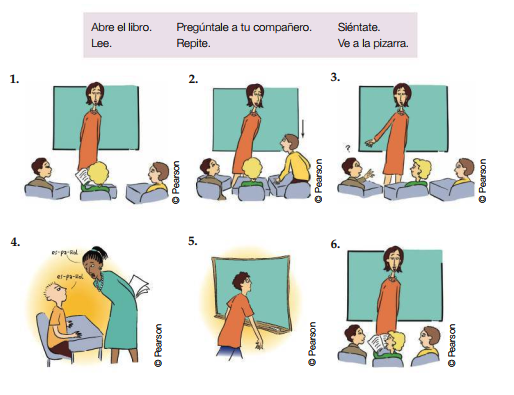 Abre el libro. Pregúntale a tu compañero. Siéntate.
Lee. Repite. Ve a la pizarra.
1. 2. 3.
?
© Pearson © Pearson © Pearson
4. 5. 6.
es-pa-ñol.
es-pa-ñol.
© Pearson © Pearson © Pearson